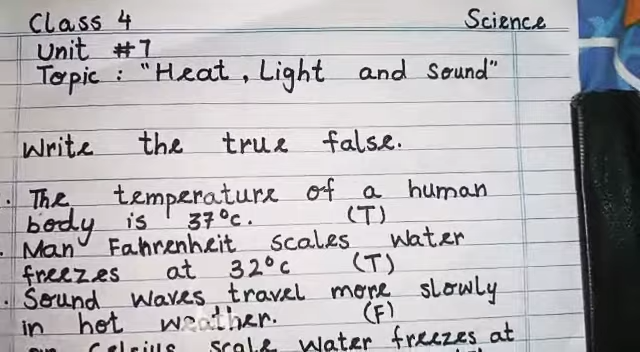 Class 4 Science
Unit #7
Topic : "Heat, Light and Sound"
Write the true false.
. The temperature of a human
body is 37°c. (T)
. Man Fahrenheit scales Water
freezes at 32°c (T)
. Sound waves travel more slowly
in hot weather. (F)
Celsius scale Water freezes at